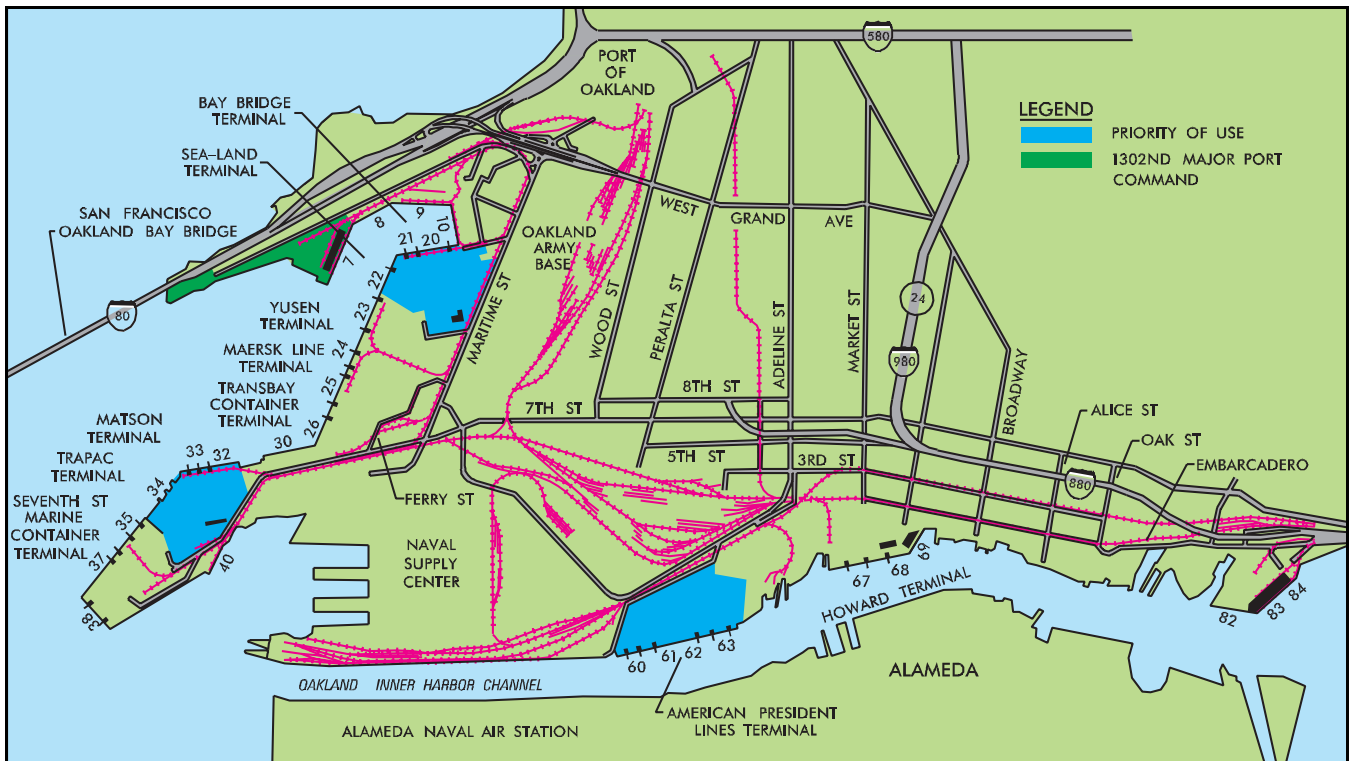 580
PORT
OF
OAKLAND
BAY BRIDGE
TERMINAL
SEA-LAND
TERMINAL
SAN FRANCISCO
OAKLAND BAY BRIDGE
80
LEGEND
PRIORITY OF USE
1302ND MAJOR PORT
COMMAND
WEST
GRAND
AVE
OAKLAND
ARMY
BASE
7
8
9
10
20
21
22
23
24
25
26
30
YUSEN
TERMINAL
MAERSK LINE
TERMINAL
TRANSBAY
CONTAINER
TERMINAL
MATSON
TERMINAL
TRAPAC
TERMINAL
SEVENTH ST
MARINE
CONTAINER
TERMINAL
32
33
34
35
37
38
40
MARITIME ST
WOOD ST
PERALTA ST
ADELINE ST
MARKET ST
24
980
BROADWAY
8TH ST
7TH ST
5TH ST
3RD ST
ALICE ST
OAK ST
EMBARCADERO
880
FERRY ST
NAVAL
SUPPLY
CENTER
60
61
62
63
67
68
69
HOWARD TERMINAL
82
83
84
ALAMEDA
OAKLAND INNER HARBOR CHANNEL
ALAMEDA NAVAL AIR STATION
AMERICAN PRESIDENT
LINES TERMINAL